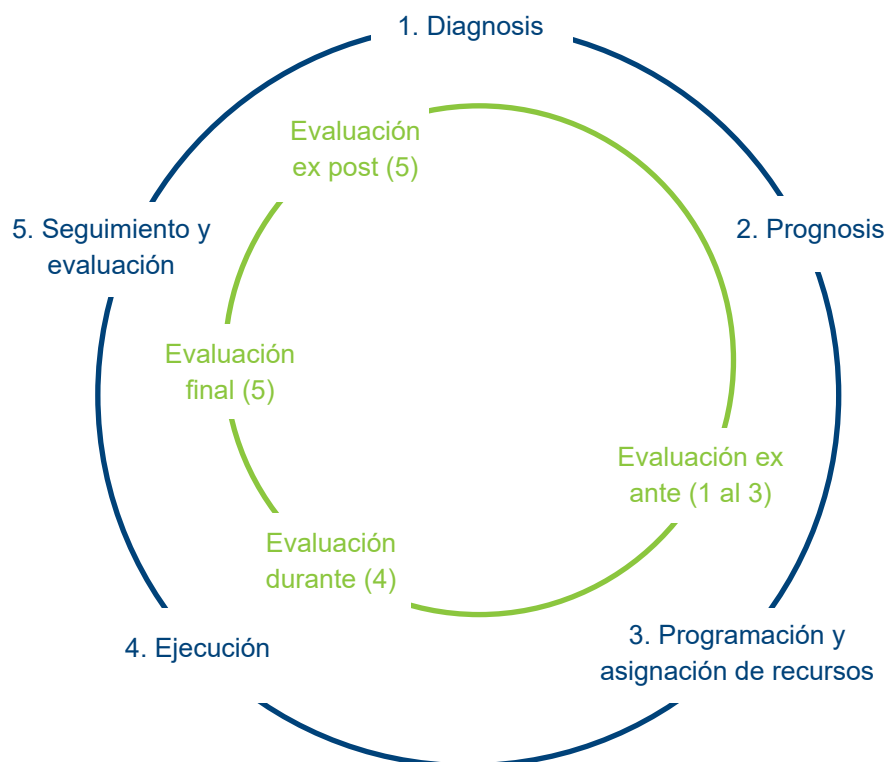 1. Diagnosis
Evaluación
ex post (5)
5. Seguimiento y
evaluación
2. Prognosis
Evaluación
final (5)
Evaluación ex
ante (1 al 3)
Evaluación
durante (4)
4. Ejecución
3. Programación y
asignación de recursos